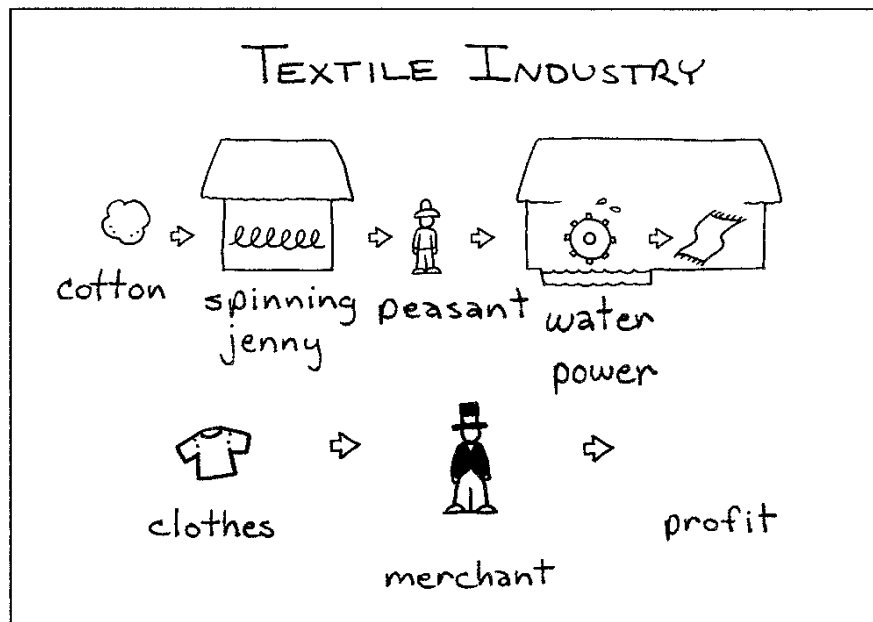 TEXTILE INDUSTRY
cotton
spinning
jenny
peasant
water
power
clothes
merchant
profit